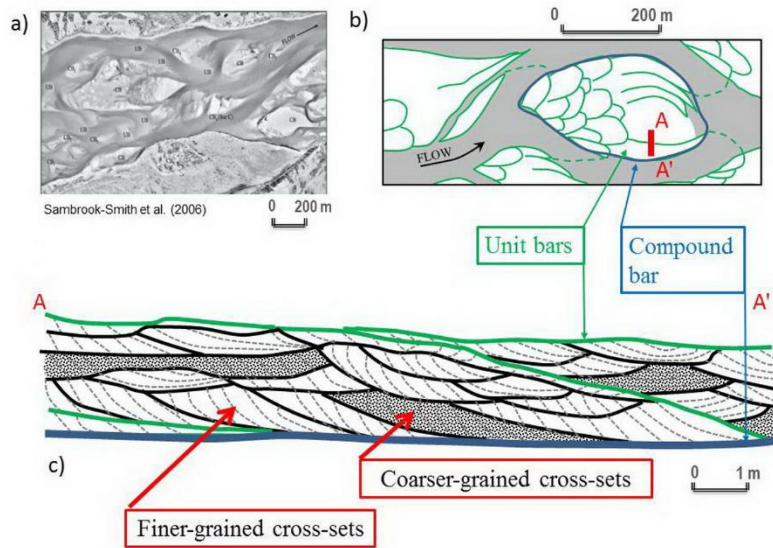 a)
FLOW
Sambrook-Smith et al. (2006)
0 200 m
b)
0 200 m
FLOW
A
A'
Unit bars
Compound
bar
A
A'
c)
Coarser-grained cross-sets
Finer-grained cross-sets
0 1 m